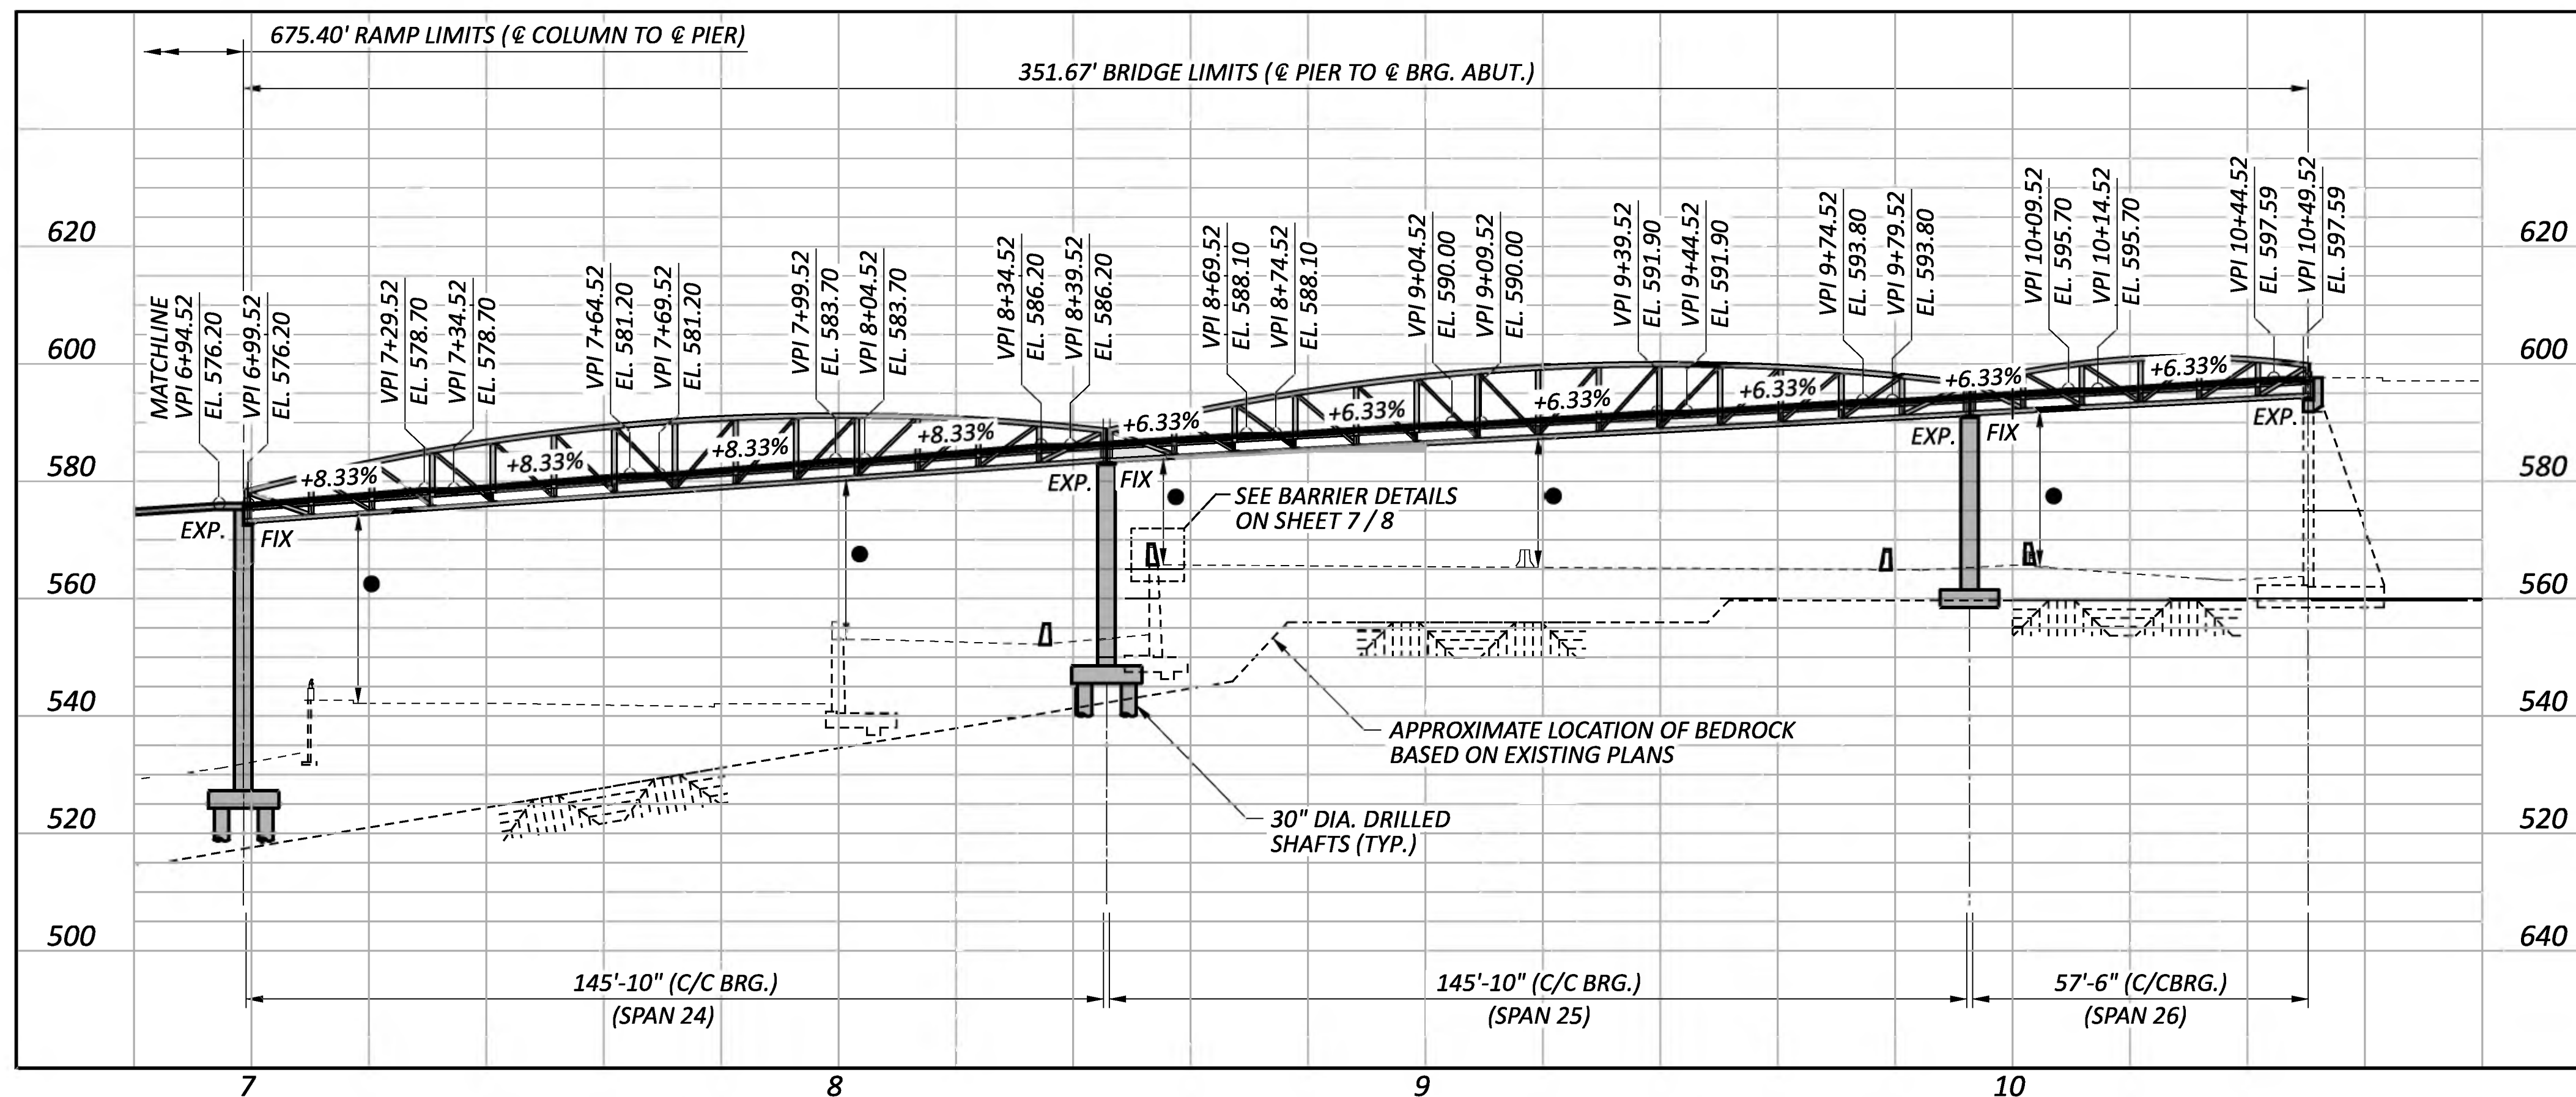 675.40' RAMP LIMITS (℄ COLUMN TO ℄ PIER)
351.67' BRIDGE LIMITS (℄ PIER TO ℄ BRG. ABUT.)
MATCHLINE
VPI 6+94.52
EL. 576.20
VPI 6+99.52
EL. 576.20
VPI 7+29.52
EL. 578.70
VPI 7+34.52
EL. 578.70
VPI 7+64.52
EL. 581.20
VPI 7+69.52
EL. 581.20
VPI 7+99.52
EL. 583.70
VPI 8+04.52
EL. 583.70
VPI 8+34.52
EL. 586.20
VPI 8+39.52
EL. 586.20
VPI 8+69.52
EL. 588.10
VPI 8+74.52
EL. 588.10
VPI 9+04.52
EL. 590.00
VPI 9+09.52
EL. 590.00
VPI 9+39.52
EL. 591.90
VPI 9+44.52
EL. 591.90
VPI 9+74.52
EL. 593.80
VPI 9+79.52
EL. 593.80
VPI 10+09.52
EL. 595.70
VPI 10+14.52
EL. 595.70
VPI 10+44.52
EL. 597.59
VPI 10+49.52
EL. 597.59
620
600
580
560
540
520
500
620
600
580
560
540
520
640
+8.33%
+8.33%
+8.33%
+8.33%
+6.33%
+6.33%
+6.33%
+6.33%
+6.33%
+6.33%
EXP.
FIX
EXP.
FIX
EXP.
FIX
EXP.
SEE BARRIER DETAILS
ON SHEET 7 / 8
APPROXIMATE LOCATION OF BEDROCK
BASED ON EXISTING PLANS
30" DIA. DRILLED
SHAFTS (TYP.)
145'-10" (C/C BRG.)
(SPAN 24)
145'-10" (C/C BRG.)
(SPAN 25)
57'-6" (C/CBRG.)
(SPAN 26)
7
8
9
10